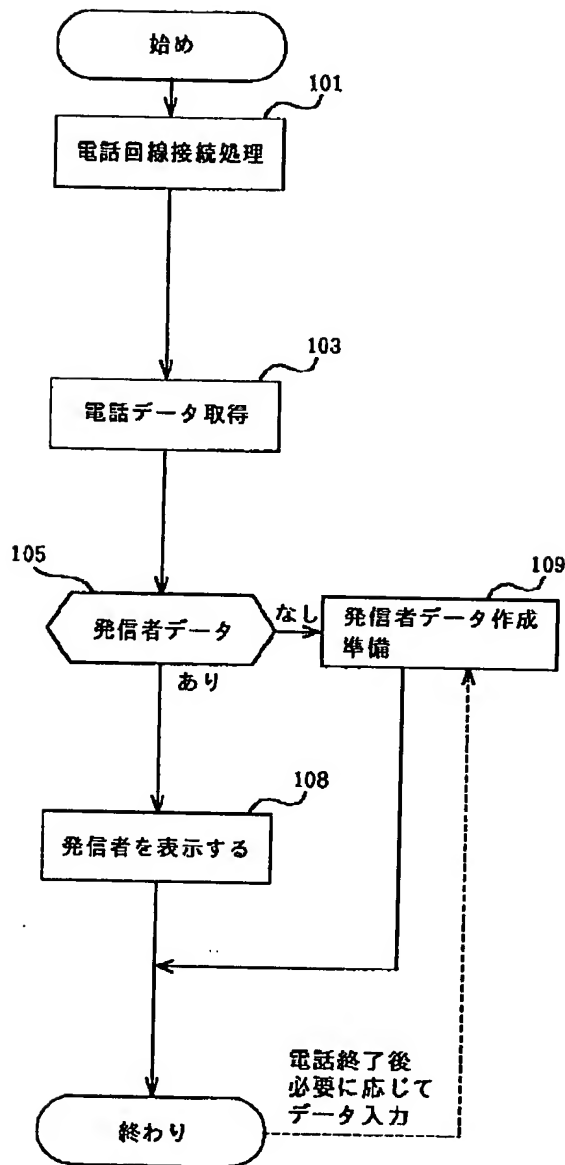 始め
101
電話回線接続処理
103
電話データ取得
105
発信者データ
なし
109
発信者データ作成
準備
あり
108
発信者を表示する
電話終了後
必要に応じて
データ入力
終わり